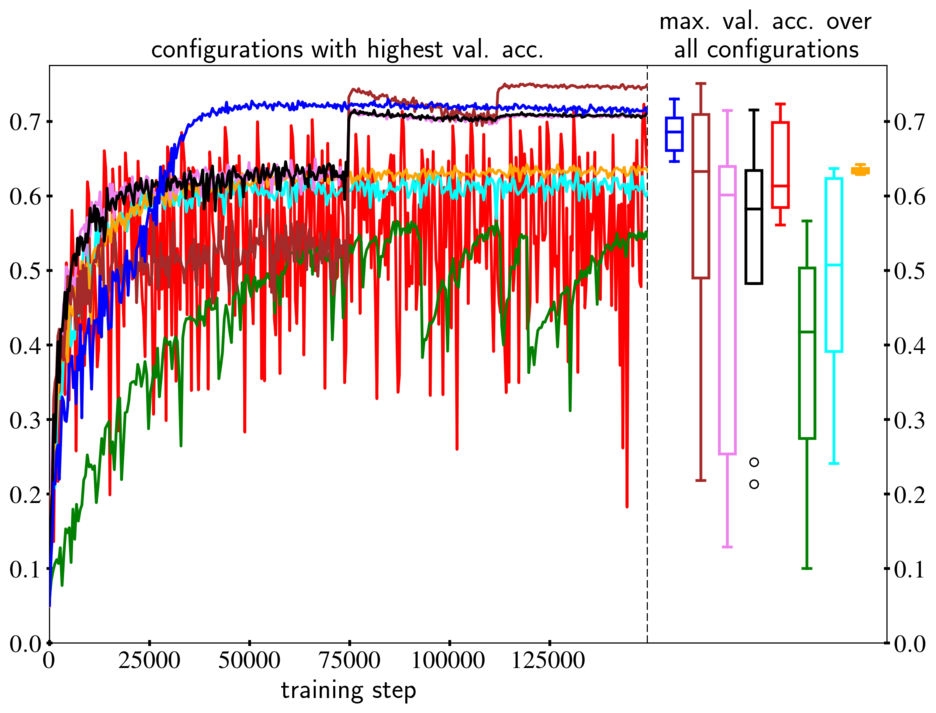 max. val. acc. over
configurations with highest val. acc. all configurations
0.7 0.7
0.6 0.6
0.5 0.5
0.4 0.4
0.3 0.3
0.2 0.2
0.1 0.1
0.0 0.0
0 25000 50000 75000 100000 125000
training step